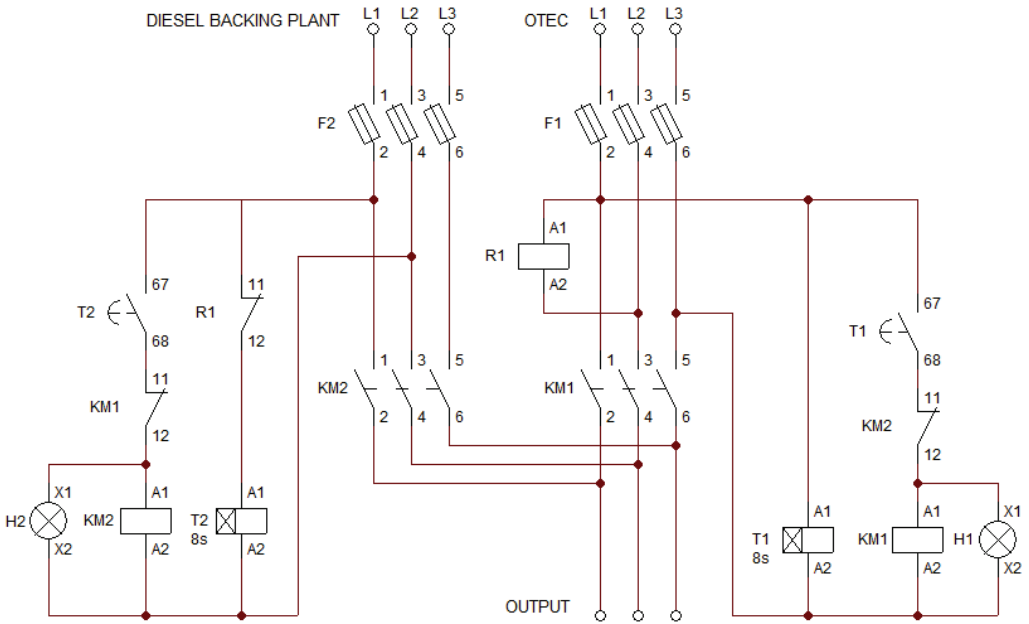 DIESEL BACKING PLANT L1 L2 L3 OTEC L1 L2 L3
1 3 5 1 3 5
F2 F1
2 4 6 2 4 6
A1
R1
A2
67 11 67
T2 R1 T1
68 12 68
1 3 5 1 3 5
11 KM2 KM1 11
KM1 2 4 6 2 4 6 KM2
12 12
X1 A1 A1 A1 A1 X1
H2 KM2 T2 T1 KM1 H1
8s 8s
X2 A2 A2 A2 A2 X2
OUTPUT